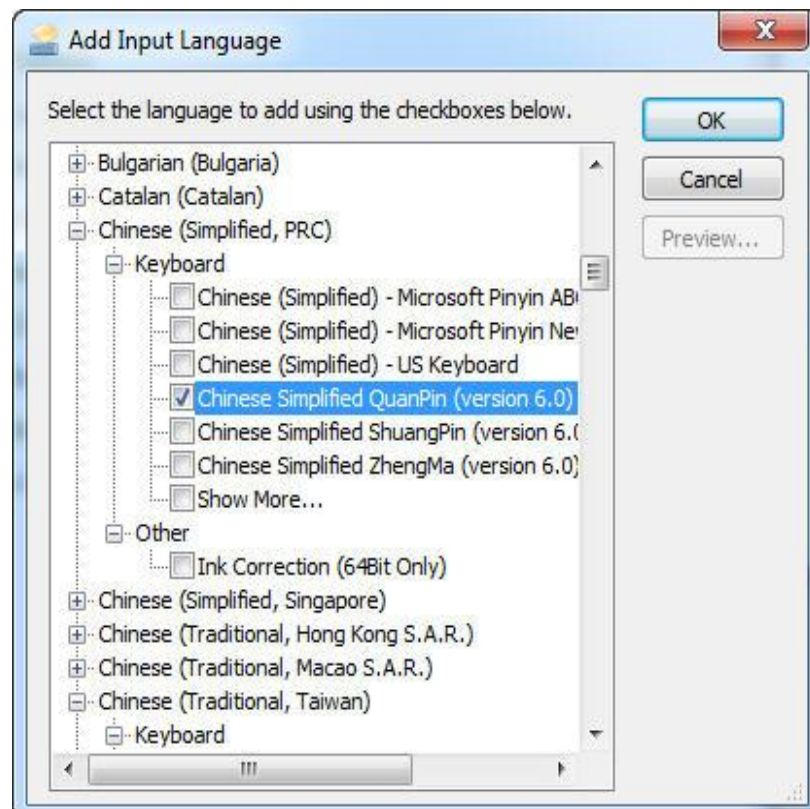 Add Input Language
Select the language to add using the checkboxes below.
OK
Cancel
Preview...
Bulgarian (Bulgaria)
Catalan (Catalan)
Chinese (Simplified, PRC)
Keyboard
Chinese (Simplified) - Microsoft Pinyin AB
Chinese (Simplified) - Microsoft Pinyin Ne
Chinese (Simplified) - US Keyboard
Chinese Simplified QuanPin (version 6.0)
Chinese Simplified ShuangPin (version 6.
Chinese Simplified ZhengMa (version 6.0)
Show More...
Other
Ink Correction (64Bit Only)
Chinese (Simplified, Singapore)
Chinese (Traditional, Hong Kong S.A.R.)
Chinese (Traditional, Macao S.A.R.)
Chinese (Traditional, Taiwan)
Keyboard